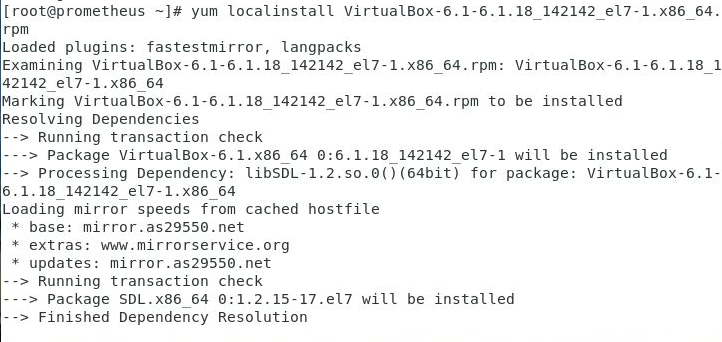 [root@prometheus ~]# yum localinstall VirtualBox-6.1-6.1.18_142142_el7-1.x86_64.
rpm
Loaded plugins: fastestmirror, langpacks
Examining VirtualBox-6.1-6.1.18_142142_el7-1.x86_64.rpm: VirtualBox-6.1-6.1.18_1
42142_el7-1.x86_64
Marking VirtualBox-6.1-6.1.18_142142_el7-1.x86_64.rpm to be installed
Resolving Dependencies
--> Running transaction check
---> Package VirtualBox-6.1.x86_64 0:6.1.18_142142_el7-1 will be installed
--> Processing Dependency: libSDL-1.2.so.0()(64bit) for package: VirtualBox-6.1-
6.1.18_142142_el7-1.x86_64
Loading mirror speeds from cached hostfile
 * base: mirror.as29550.net
 * extras: www.mirrorservice.org
 * updates: mirror.as29550.net
--> Running transaction check
---> Package SDL.x86_64 0:1.2.15-17.el7 will be installed
--> Finished Dependency Resolution